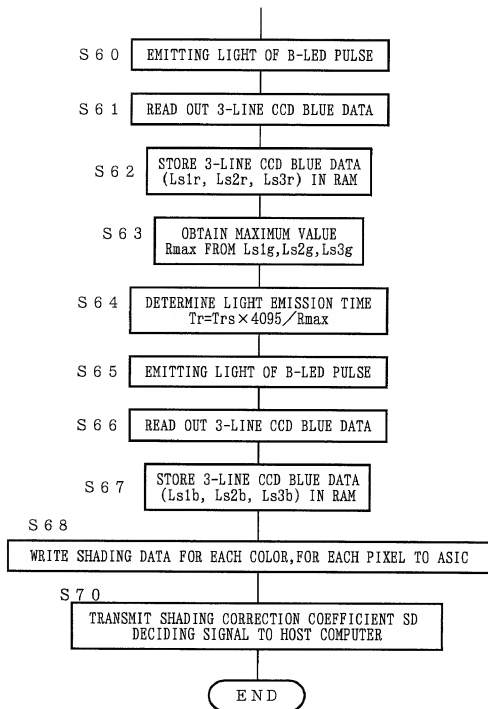 S60 EMITTING LIGHT OF B-LED PULSE
S61 READ OUT 3-LINE CCD BLUE DATA
S62 STORE 3-LINE CCD BLUE DATA
(Ls1r, Ls2r, Ls3r) IN RAM
S63 OBTAIN MAXIMUM VALUE
Rmax FROM Ls1g,Ls2g,Ls3g
S64 DETERMINE LIGHT EMISSION TIME
Tr=Trs×4095/Rmax
S65 EMITTING LIGHT OF B-LED PULSE
S66 READ OUT 3-LINE CCD BLUE DATA
S67 STORE 3-LINE CCD BLUE DATA
(Ls1b, Ls2b, Ls3b) IN RAM
S68
WRITE SHADING DATA FOR EACH COLOR,FOR EACH PIXEL TO ASIC
S70
TRANSMIT SHADING CORRECTION COEFFICIENT SD
DECIDING SIGNAL TO HOST COMPUTER
END